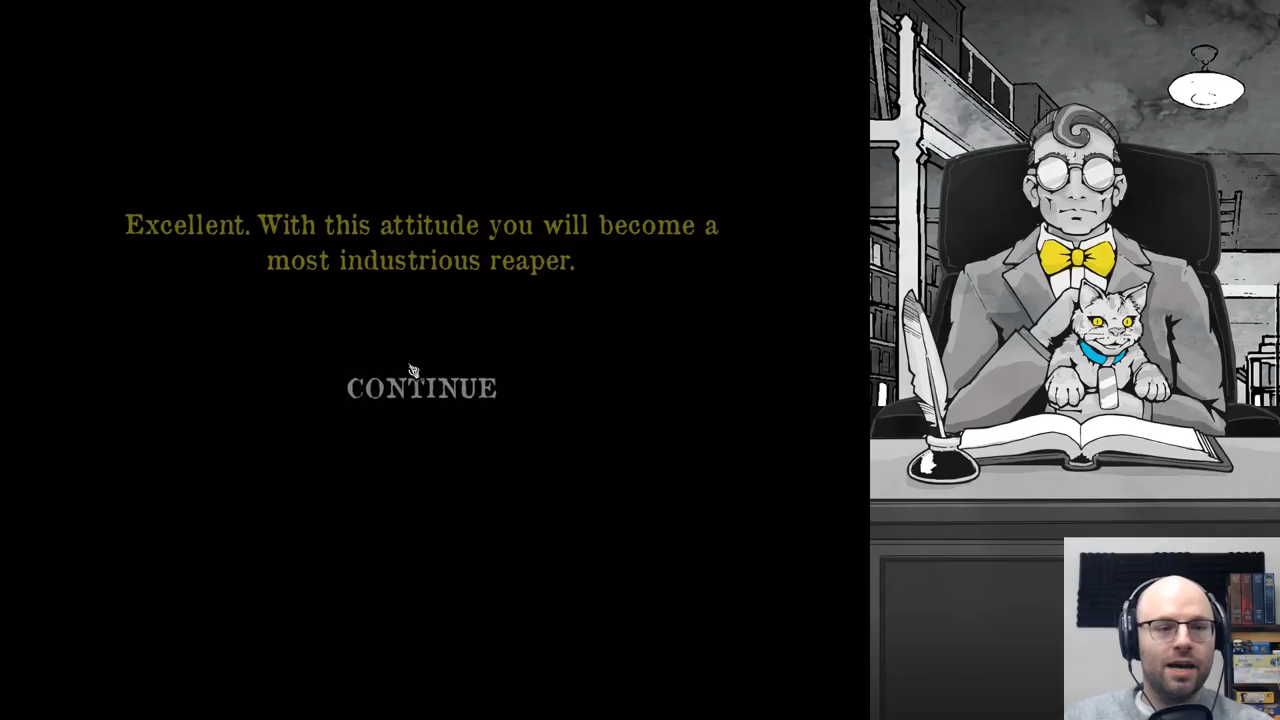 Excellent. With this attitude you will become a
most industrious reaper.
CONTINUE